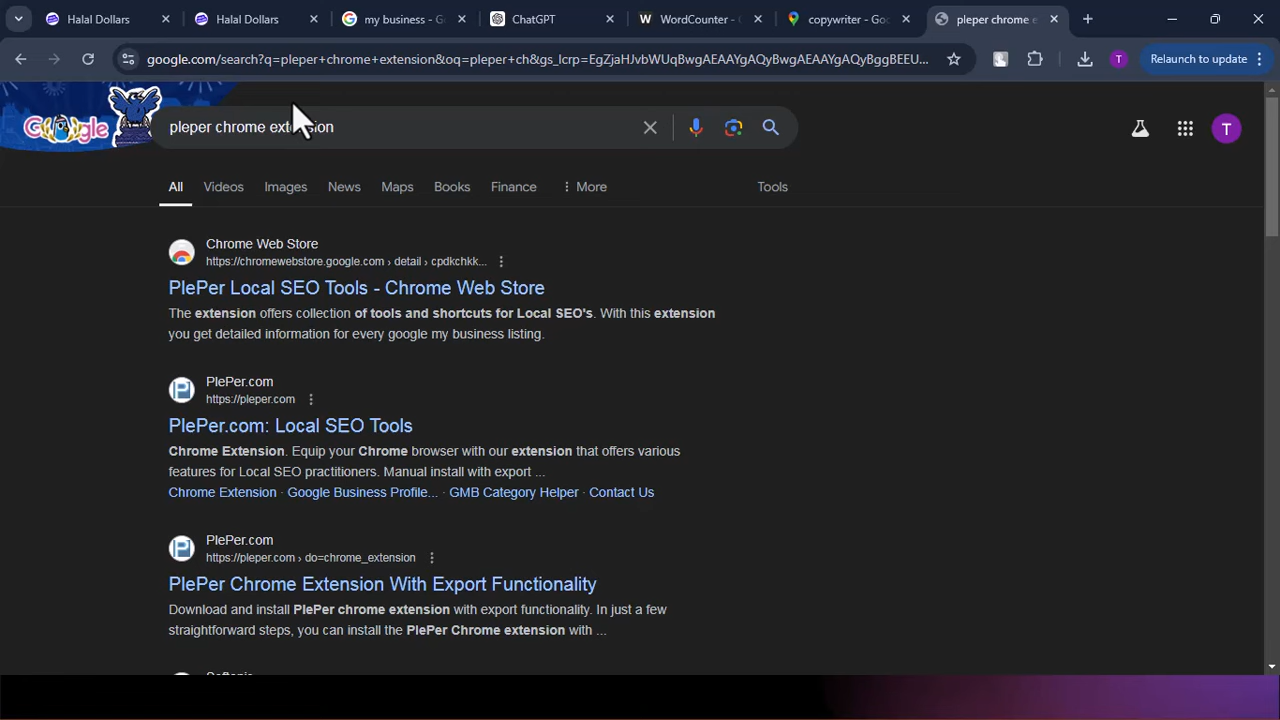 Halal Dollars
Halal Dollars
my business - G
ChatGPT
WordCounter -
copywriter - Goo
pleper chrome e
google.com/search?q=pleper+chrome+extension&oq=pleper+ch&gs_lcrp=EgZjaHJvbWUqBwgAEAAYgAQyBwgAEAAYgAQyBggBEEU...
T
Relaunch to update
Google
pleper chrome extension
T
All
Videos
Images
News
Maps
Books
Finance
More
Tools
Chrome Web Store
https://chromewebstore.google.com › detail › cpdkchkk...
PlePer Local SEO Tools - Chrome Web Store
The extension offers collection of tools and shortcuts for Local SEO's. With this extension
you get detailed information for every google my business listing.
PlePer.com
https://pleper.com
PlePer.com: Local SEO Tools
Chrome Extension. Equip your Chrome browser with our extension that offers various
features for Local SEO practitioners. Manual install with export ...
Chrome Extension · Google Business Profile... · GMB Category Helper · Contact Us
PlePer.com
https://pleper.com › do=chrome_extension
PlePer Chrome Extension With Export Functionality
Download and install PlePer chrome extension with export functionality. In just a few
straightforward steps, you can install the PlePer Chrome extension with ...